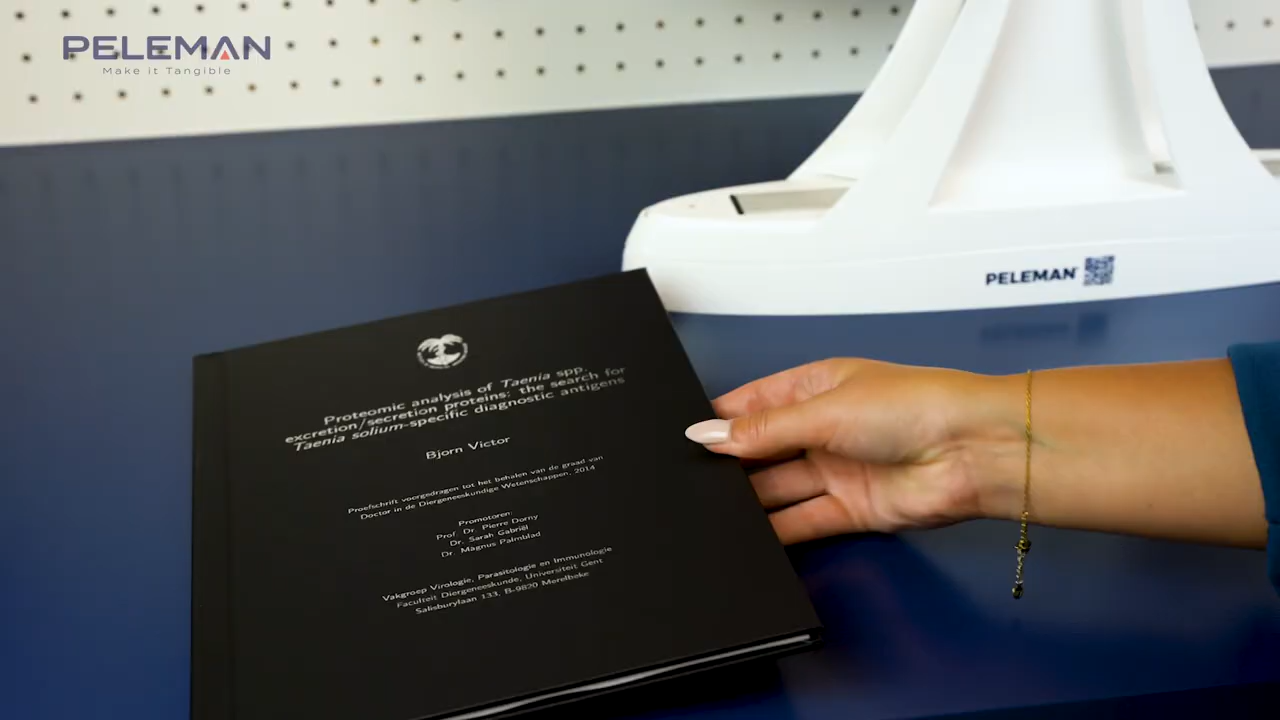 PELEMAN
Make it Tangible
PELEMAN
Proteomic analysis of Taenia spp.
excretion/secretion proteins: the search for
Taenia solium-specific diagnostic antigens
Bjorn Victor
Proefschrift voorgedragen tot het behalen van de graad van
Doctor in de Diergeneeskundige Wetenschappen, 2014
Promotoren:
Prof. Dr. Pierre Dorny
Dr. Sarah Gabriël
Dr. Magnus Palmblad
Vakgroep Virologie, Parasitologie en Immunologie
Faculteit Diergeneeskunde, Universiteit Gent
Salisburylaan 133, B-9820 Merelbeke